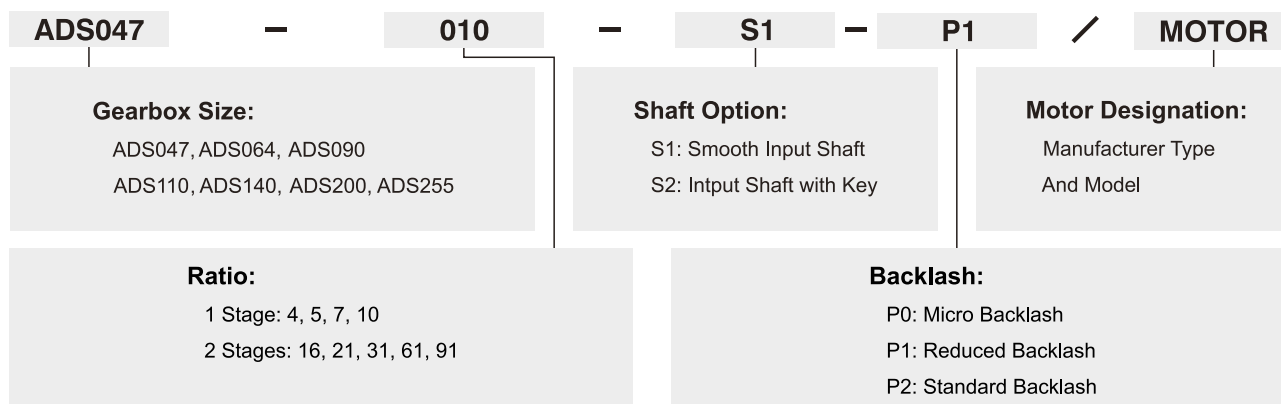 ADS047 – 010 – S1 – P1 / MOTOR
Gearbox Size:
ADS047, ADS064, ADS090
ADS110, ADS140, ADS200, ADS255
Shaft Option:
S1: Smooth Input Shaft
S2: Intput Shaft with Key
Motor Designation:
Manufacturer Type
And Model
Ratio:
1 Stage: 4, 5, 7, 10
2 Stages: 16, 21, 31, 61, 91
Backlash:
P0: Micro Backlash
P1: Reduced Backlash
P2: Standard Backlash